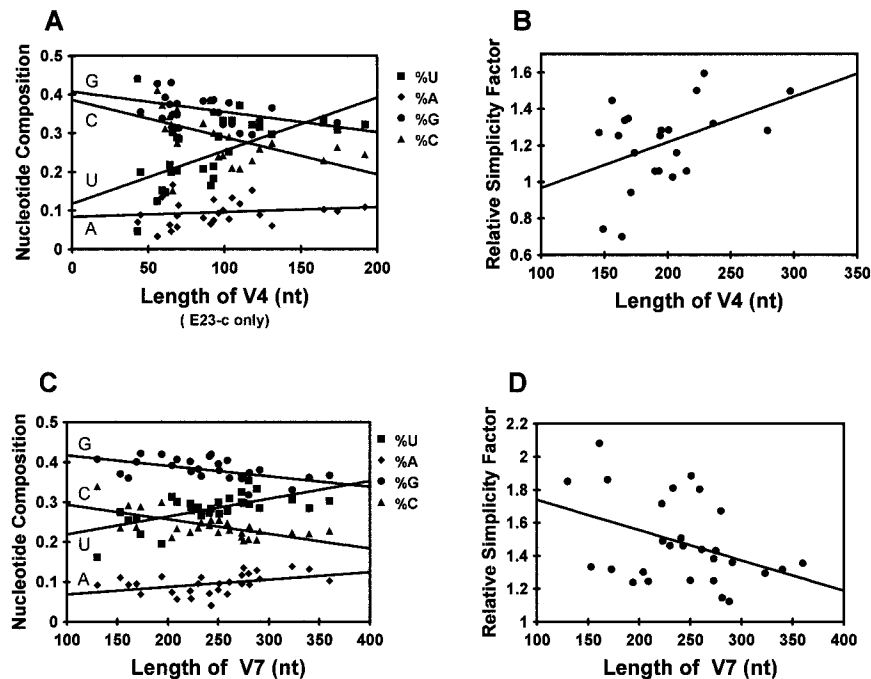 A
Nucleotide Composition
0.5
0.4
0.3
0.2
0.1
0
G
C
U
A
0 50 100 150 200
Length of V4 (nt)
( E23-c only)
%U
%A
%G
%C
B
Relative Simplicity Factor
1.6
1.4
1.2
1
0.8
0.6
100 150 200 250 300 350
Length of V4 (nt)
C
Nucleotide Composition
0.5
0.4
0.3
0.2
0.1
0
G
C
U
A
100 150 200 250 300 350 400
Length of V7 (nt)
%U
%A
%G
%C
D
Relative Simplicity Factor
2.2
2
1.8
1.6
1.4
1.2
1
100 150 200 250 300 350 400
Length of V7 (nt)